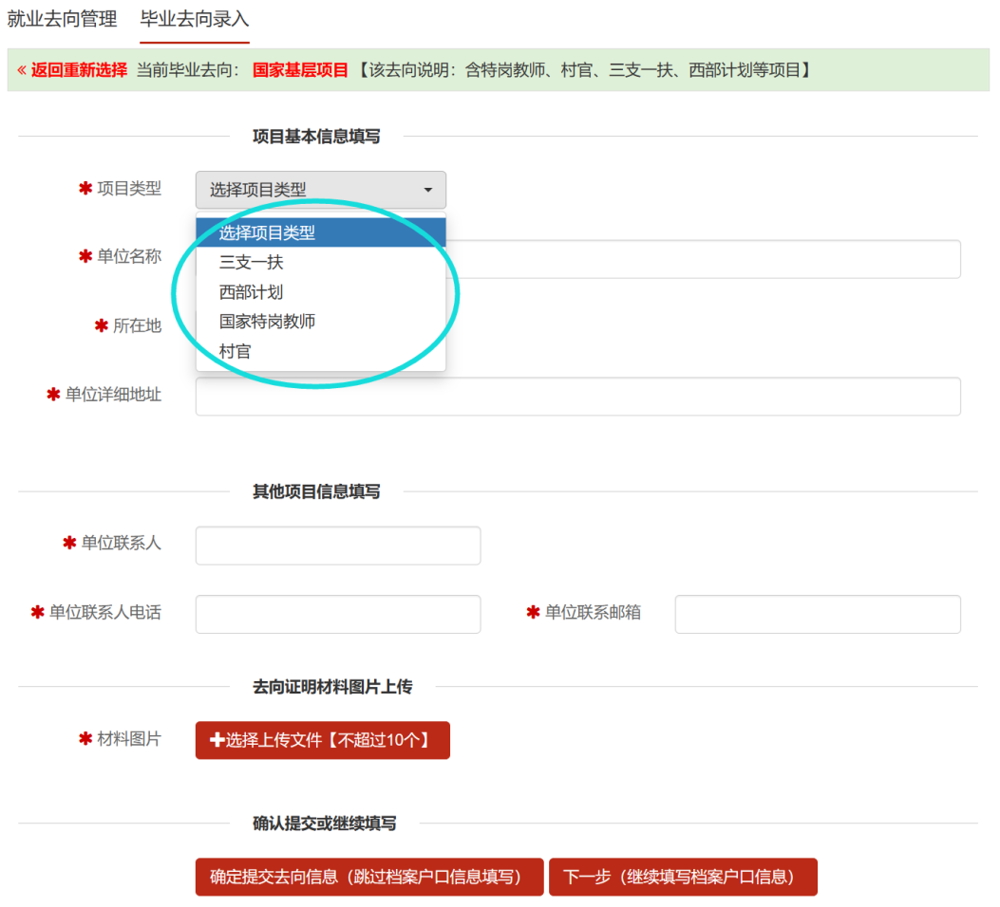 就业去向管理 毕业去向录入
« 返回重新选择 当前毕业去向： 国家基层项目 【该去向说明：含特岗教师、村官、三支一扶、西部计划等项目】
项目基本信息填写
✱ 项目类型 选择项目类型
选择项目类型
✱ 单位名称
三支一扶
西部计划
✱ 所在地
国家特岗教师
村官
✱ 单位详细地址
其他项目信息填写
✱ 单位联系人
✱ 单位联系人电话 ✱ 单位联系邮箱
去向证明材料图片上传
✱ 材料图片 ✚选择上传文件【不超过10个】
确认提交或继续填写
确定提交去向信息（跳过档案户口信息填写） 下一步（继续填写档案户口信息）